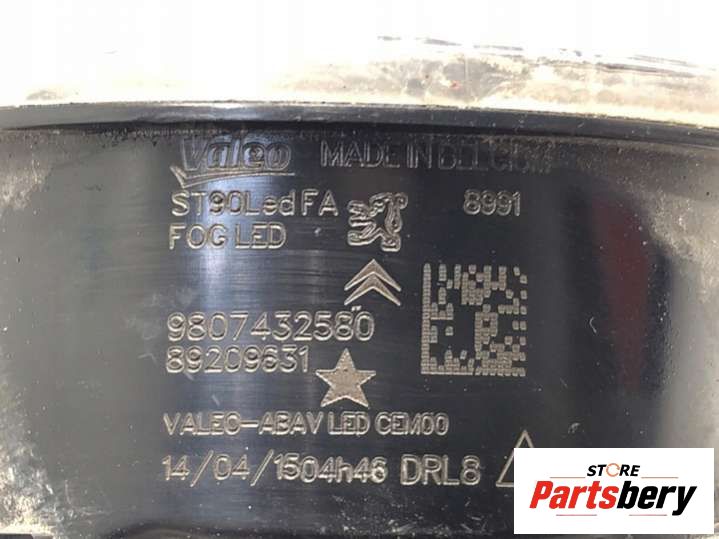 Valeo MADE IN BELGIUM
ST90Led FA 8991
FOG LED
9807432580
89209631
VALEO-ABAV LED CEM00
14/04/1504h46 DRL8
STORE
Partsbery